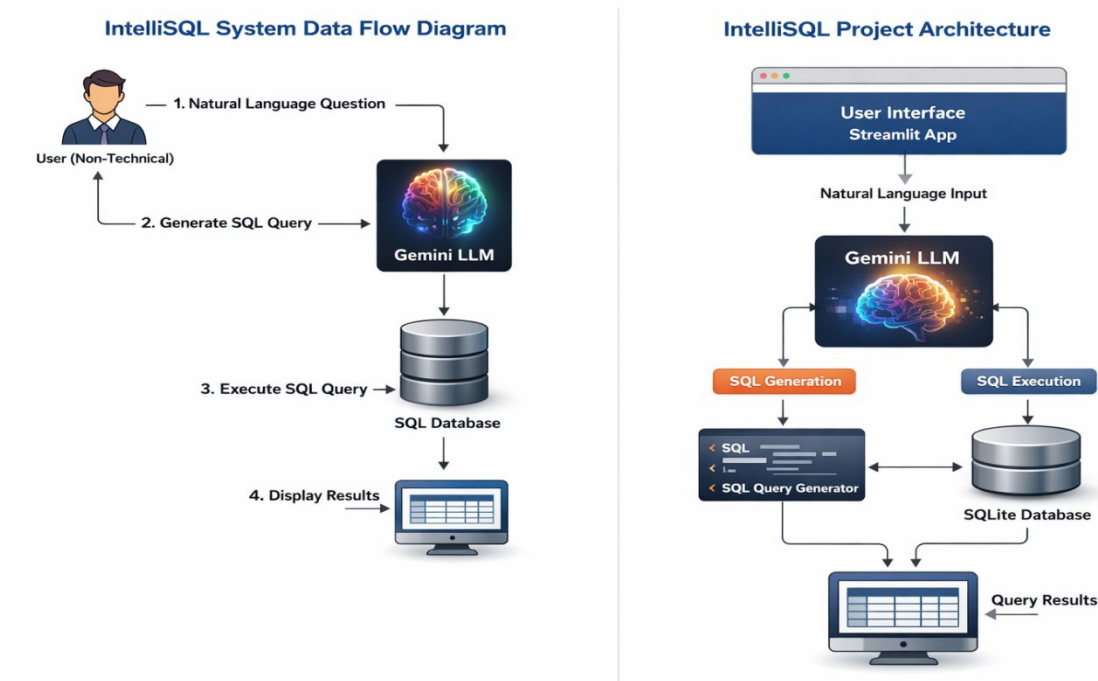 IntelliSQL System Data Flow Diagram
1. Natural Language Question
User (Non-Technical)
2. Generate SQL Query
Gemini LLM
3. Execute SQL Query
SQL Database
4. Display Results
IntelliSQL Project Architecture
User Interface
Streamlit App
Natural Language Input
Gemini LLM
SQL Generation
SQL Execution
SQL
SQL Query Generator
SQLite Database
Query Results